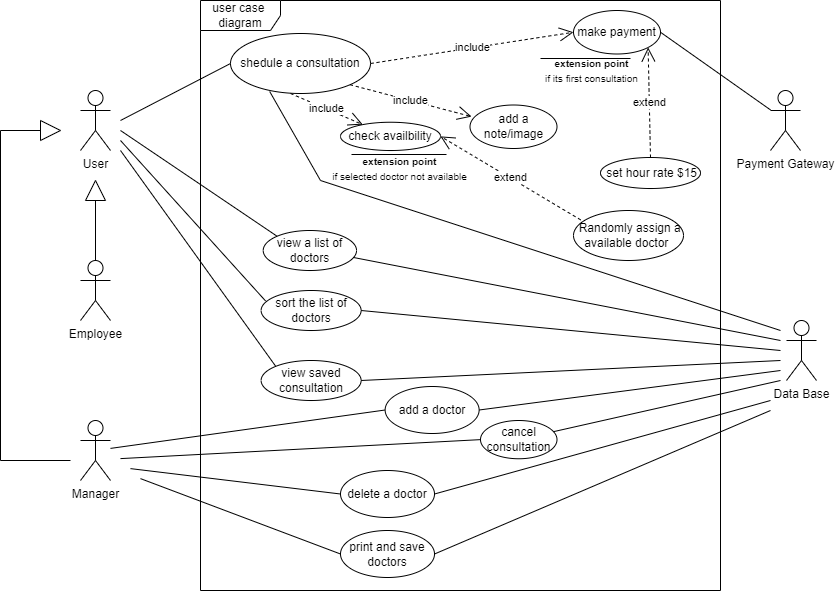 user case
diagram
make payment
shedule a consultation
include
extension point
if its first consultation
include
include
extend
add a
note/image
check availbility
User
Payment Gateway
extension point
if selected doctor not available
extend
set hour rate $15
Randomly assign a
available doctor
view a list of
doctors
sort the list of
doctors
Employee
view saved
consultation
Data Base
add a doctor
cancel
consultation
Manager
delete a doctor
print and save
doctors